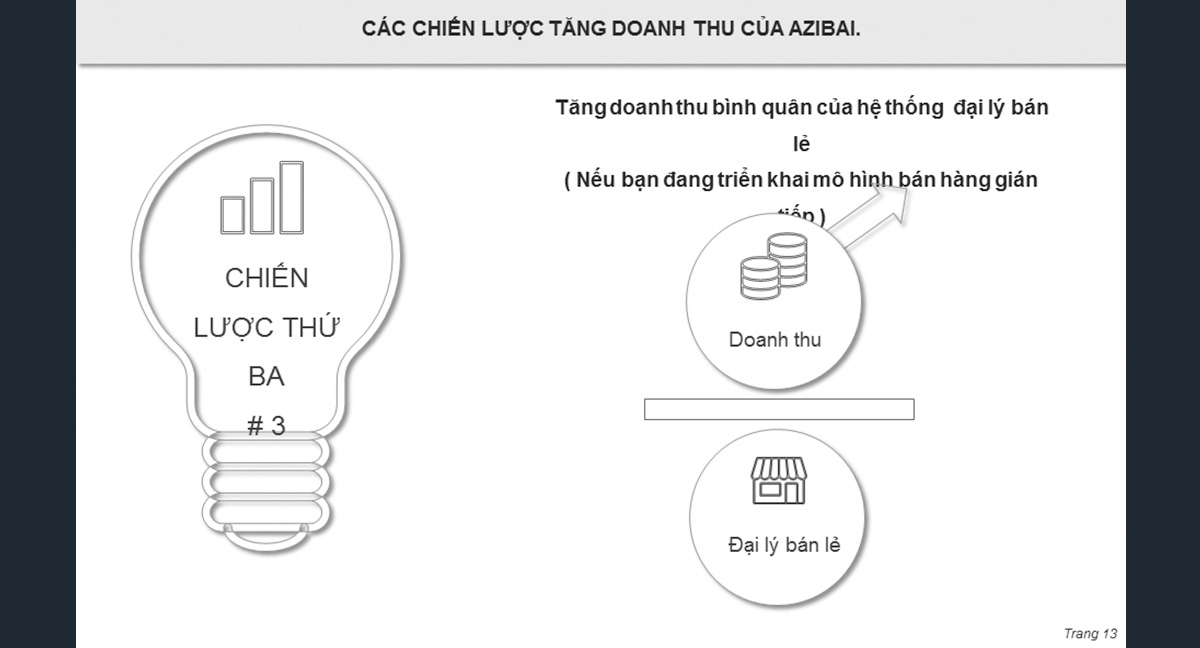 CÁC CHIẾN LƯỢC TĂNG DOANH THU CỦA AZIBAI.
Tăng doanh thu bình quân của hệ thống đại lý bán
lẻ
( Nếu bạn đang triển khai mô hình bán hàng gián
tiếp )
CHIẾN
LƯỢC THỨ
BA
# 3
Doanh thu
Đại lý bán lẻ
Trang 13